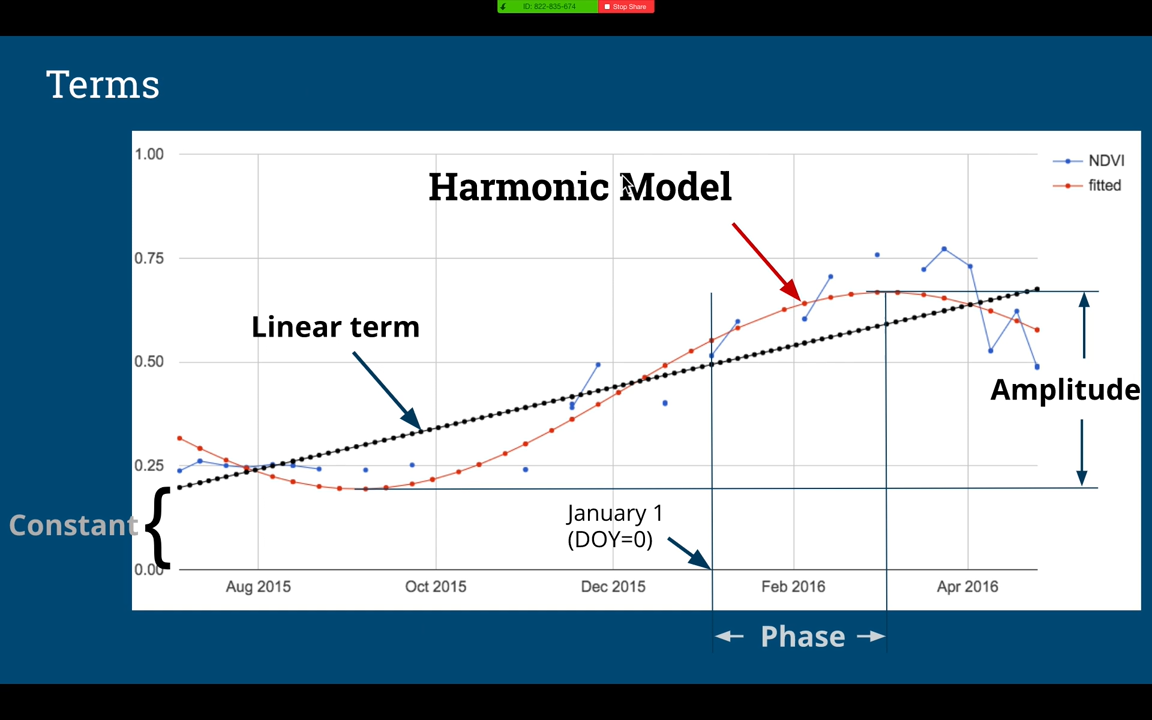 ID: 822-835-674 Stop Share
Terms
1.00
Harmonic Model
NDVI
fitted
0.75
Linear term
0.50
Amplitude
0.25
Constant
{
January 1
(DOY=0)
0.00
Aug 2015 Oct 2015 Dec 2015 Feb 2016 Apr 2016
Phase